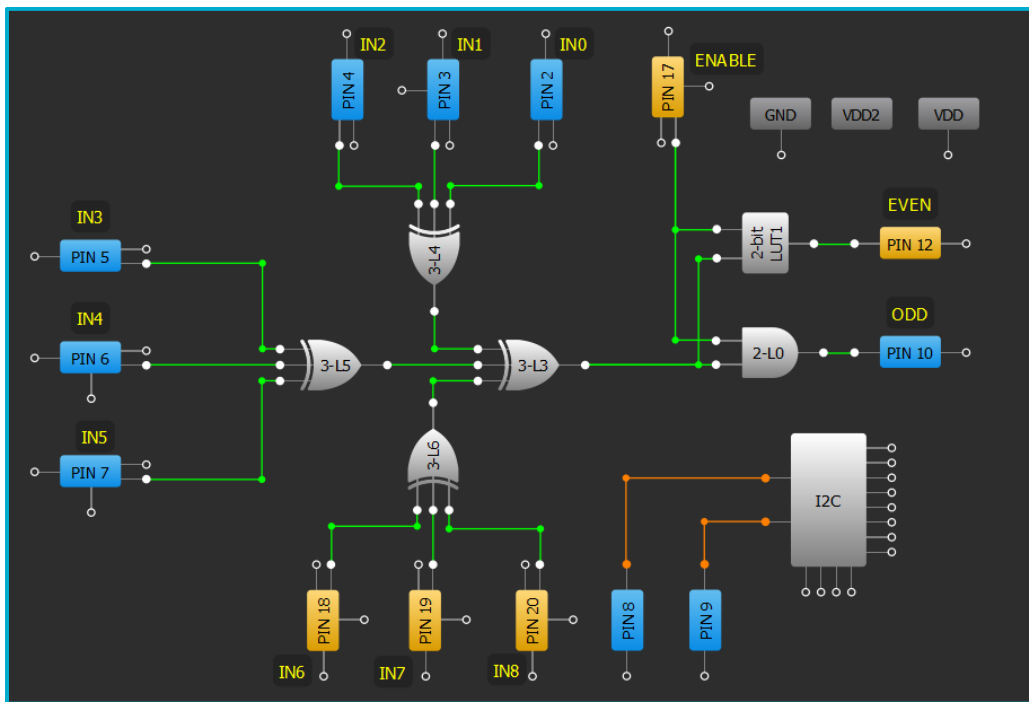 IN2
IN1
IN0
ENABLE
PIN 4
PIN 3
PIN 2
PIN 17
GND
VDD2
VDD
IN3
EVEN
PIN 5
3-L4
2-bit
LUT1
PIN 12
IN4
ODD
PIN 6
3-L5
3-L3
2-L0
PIN 10
IN5
PIN 7
3-L6
I2C
PIN 18
PIN 19
PIN 20
PIN 8
PIN 9
IN6
IN7
IN8